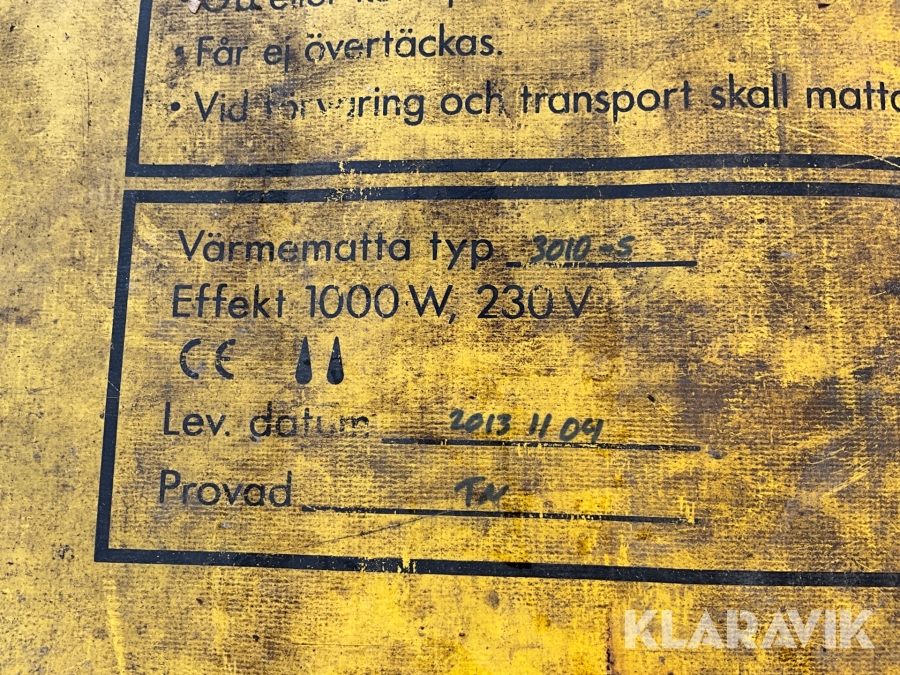 • Får ej övertäckas.
• Vid förvaring och transport skall matta
Värmematta typ 3010-S
Effekt 1000 W, 230 V
CE
Lev. datum 2013 11 04
Provad TN
KLARAVIK